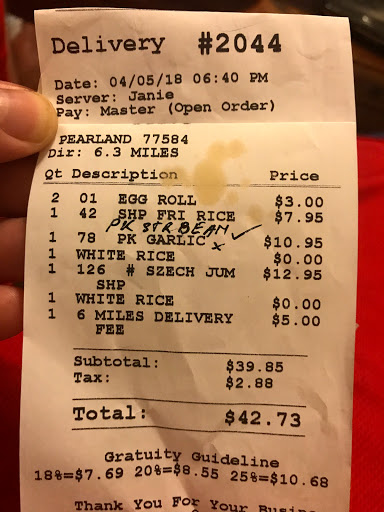 Delivery #2044
Date: 04/05/18 06:40 PM
Server: Janie
Pay: Master (Open Order)
PEARLAND 77584
Dir: 6.3 MILES
Qt Description Price
2 01 EGG ROLL $3.00
1 42 SHP FRI RICE $7.95
PK STR BEAN ✓
1 78 PK GARLIC x $10.95
1 WHITE RICE $0.00
1 126 # SZECH JUM $12.95
SHP
1 WHITE RICE $0.00
1 6 MILES DELIVERY $5.00
FEE
Subtotal: $39.85
Tax: $2.88
Total: $42.73
Gratuity Guideline
18%=$7.69 20%=$8.55 25%=$10.68
Thank You For Your